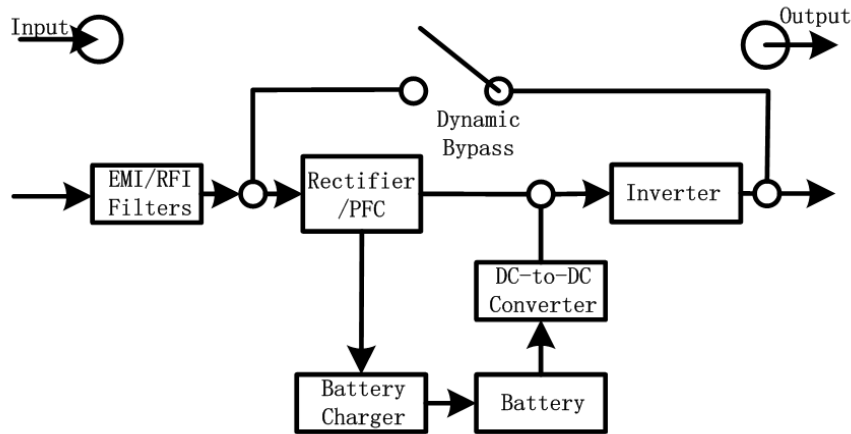 Input
Output
Dynamic
Bypass
EMI/RFI
Filters
Rectifier
/PFC
Inverter
DC-to-DC
Converter
Battery
Charger
Battery